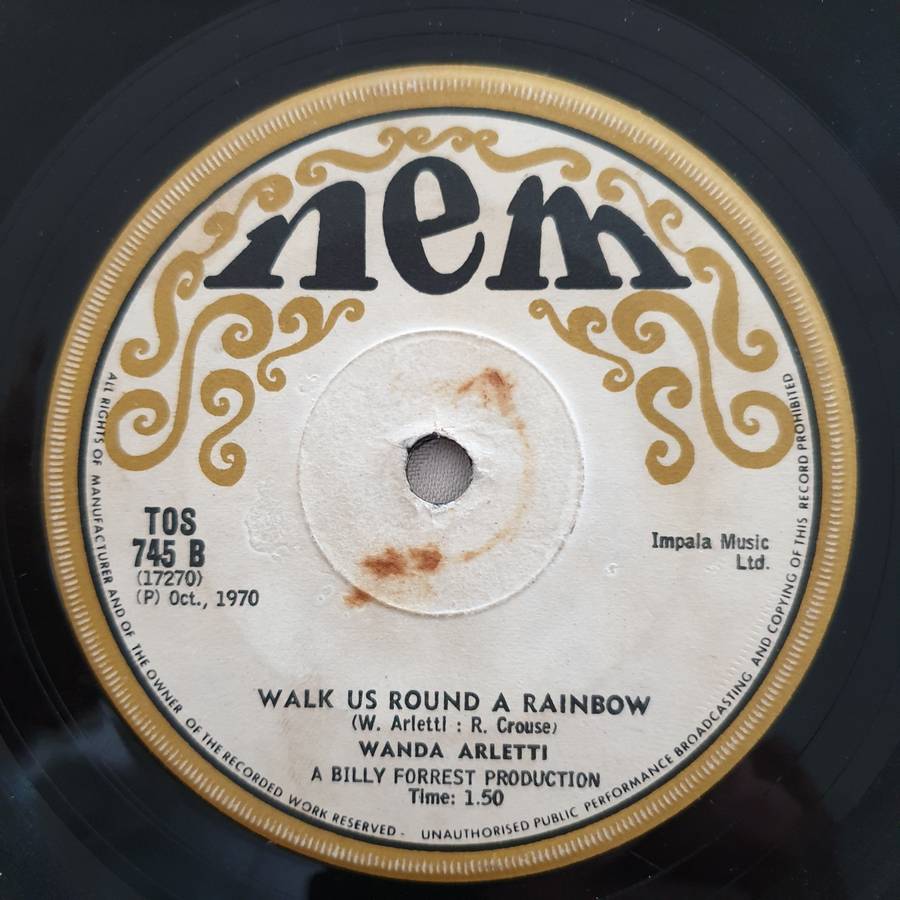 nem
TOS
745 B
(17270)
(P) Oct., 1970
Impala Music
Ltd.
WALK US ROUND A RAINBOW
(W. Arletti : R. Crouse)
WANDA ARLETTI
A BILLY FORREST PRODUCTION
Time: 1.50
ALL RIGHTS OF MANUFACTURER AND OF THE OWNER OF THE RECORDED WORK RESERVED - UNAUTHORISED PUBLIC PERFORMANCE BROADCASTING AND COPYING OF THIS RECORD PROHIBITED